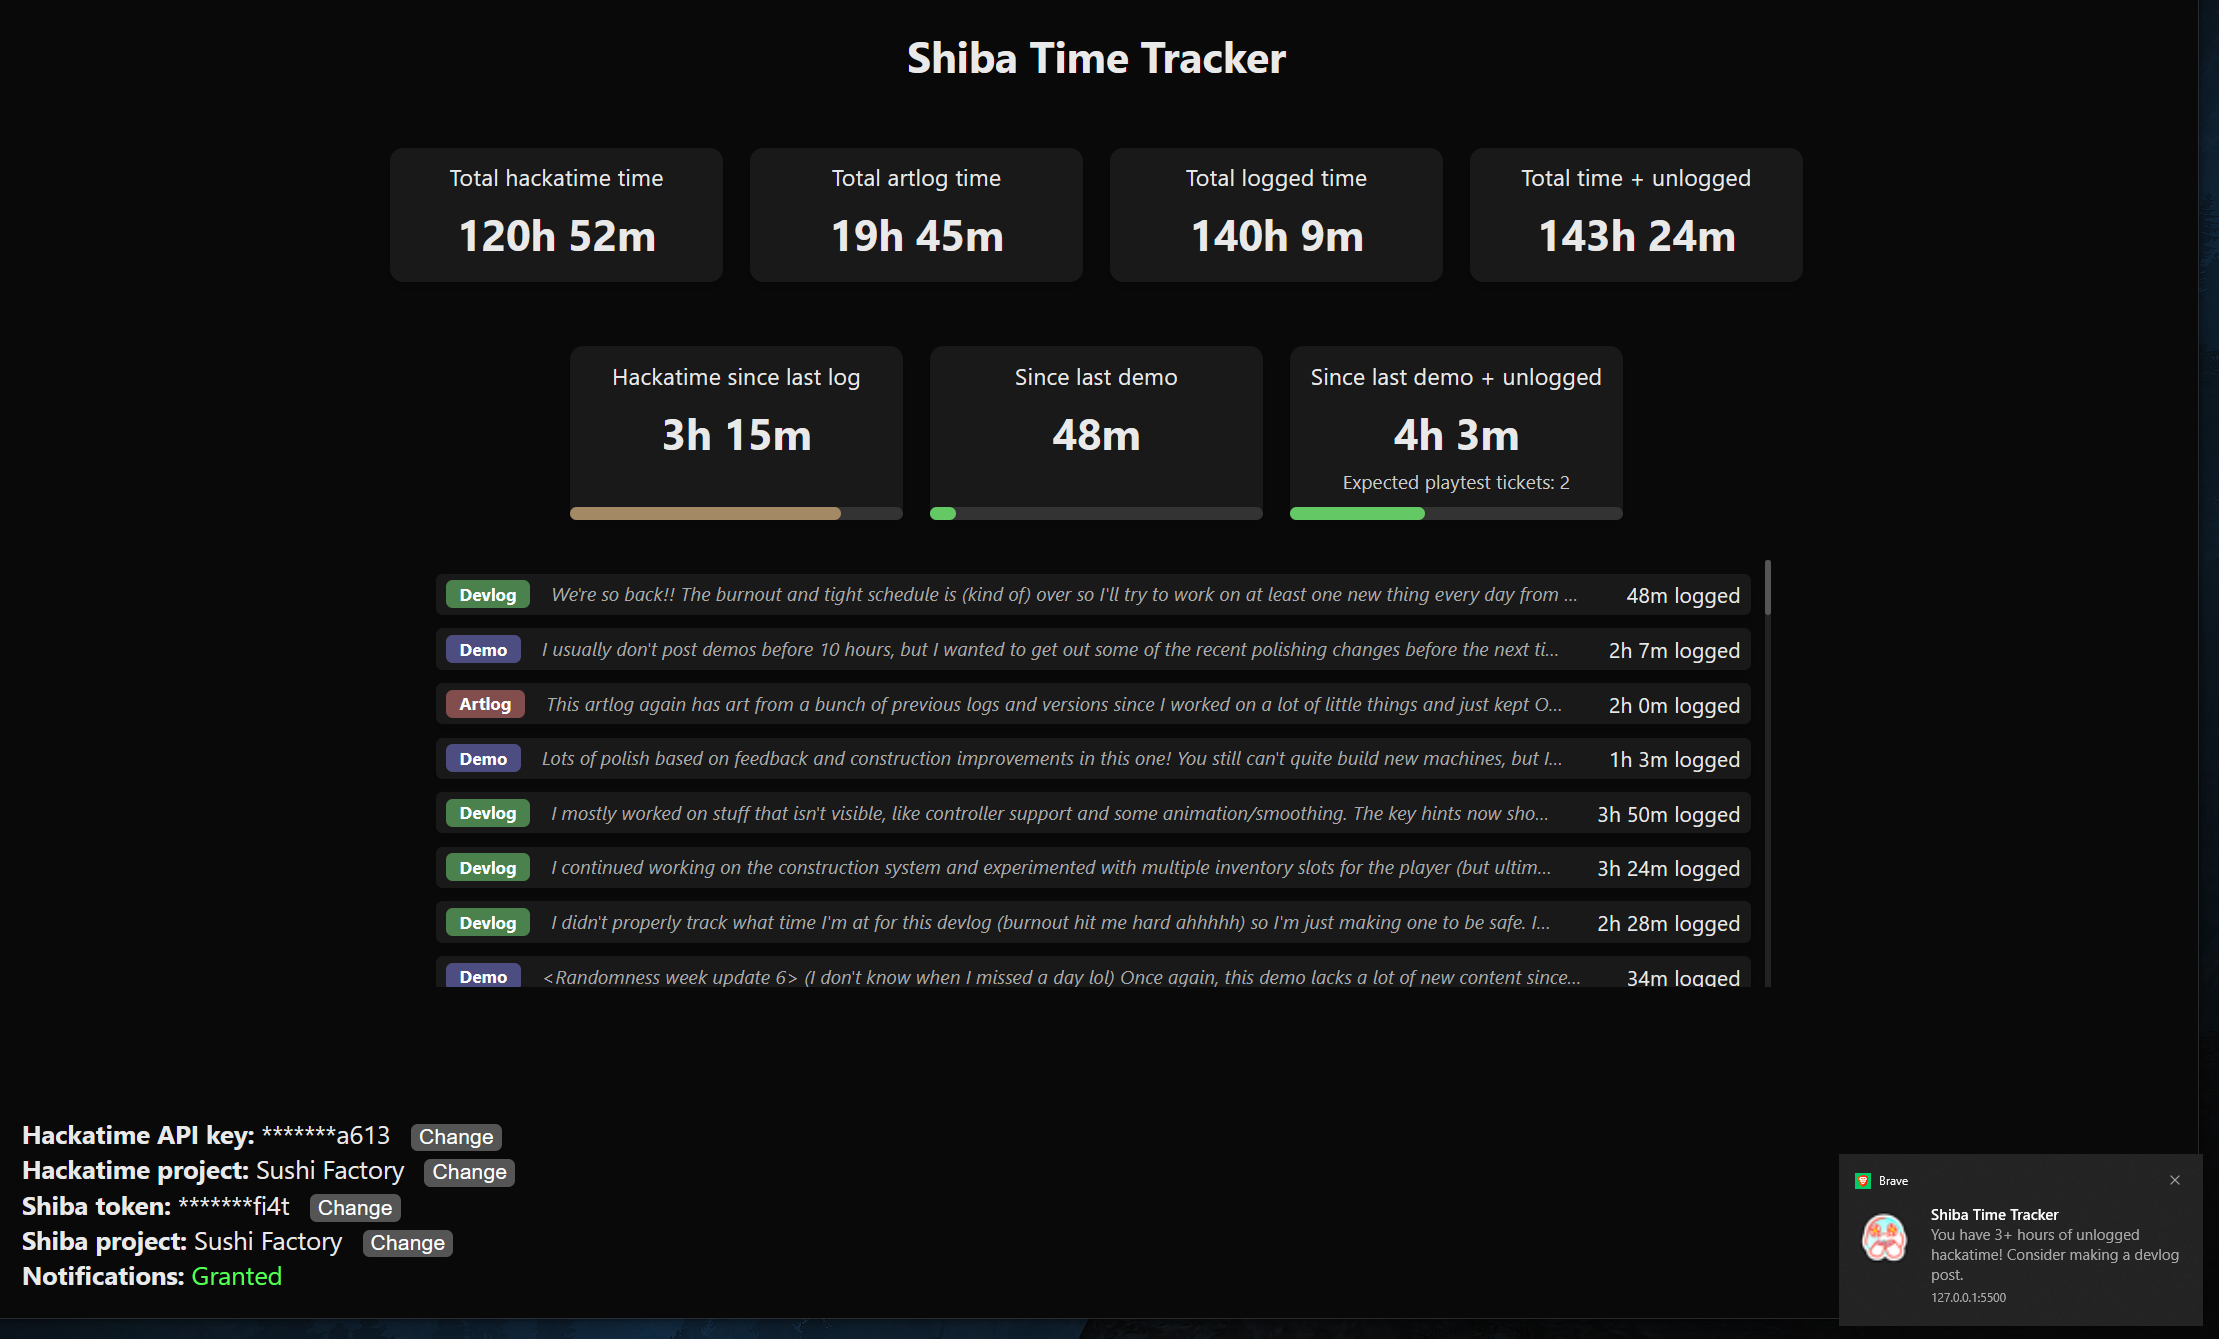 Shiba Time Tracker
Total hackatime time
120h 52m
Total artlog time
19h 45m
Total logged time
140h 9m
Total time + unlogged
143h 24m
Hackatime since last log
3h 15m
Since last demo
48m
Since last demo + unlogged
4h 3m
Expected playtest tickets: 2
Devlog We're so back!! The burnout and tight schedule is (kind of) over so I'll try to work on at least one new thing every day from ... 48m logged
Demo I usually don't post demos before 10 hours, but I wanted to get out some of the recent polishing changes before the next ti... 2h 7m logged
Artlog This artlog again has art from a bunch of previous logs and versions since I worked on a lot of little things and just kept O... 2h 0m logged
Demo Lots of polish based on feedback and construction improvements in this one! You still can't quite build new machines, but I... 1h 3m logged
Devlog I mostly worked on stuff that isn't visible, like controller support and some animation/smoothing. The key hints now sho... 3h 50m logged
Devlog I continued working on the construction system and experimented with multiple inventory slots for the player (but ultim... 3h 24m logged
Devlog I didn't properly track what time I'm at for this devlog (burnout hit me hard ahhhhh) so I'm just making one to be safe. I... 2h 28m logged
Demo <Randomness week update 6> (I don't know when I missed a day lol) Once again, this demo lacks a lot of new content since... 34m logged
Hackatime API key: *******a613 Change
Hackatime project: Sushi Factory Change
Shiba token: *******fi4t Change
Shiba project: Sushi Factory Change
Notifications: Granted
Brave
Shiba Time Tracker
You have 3+ hours of unlogged
hackatime! Consider making a devlog
post.
127.0.0.1:5500